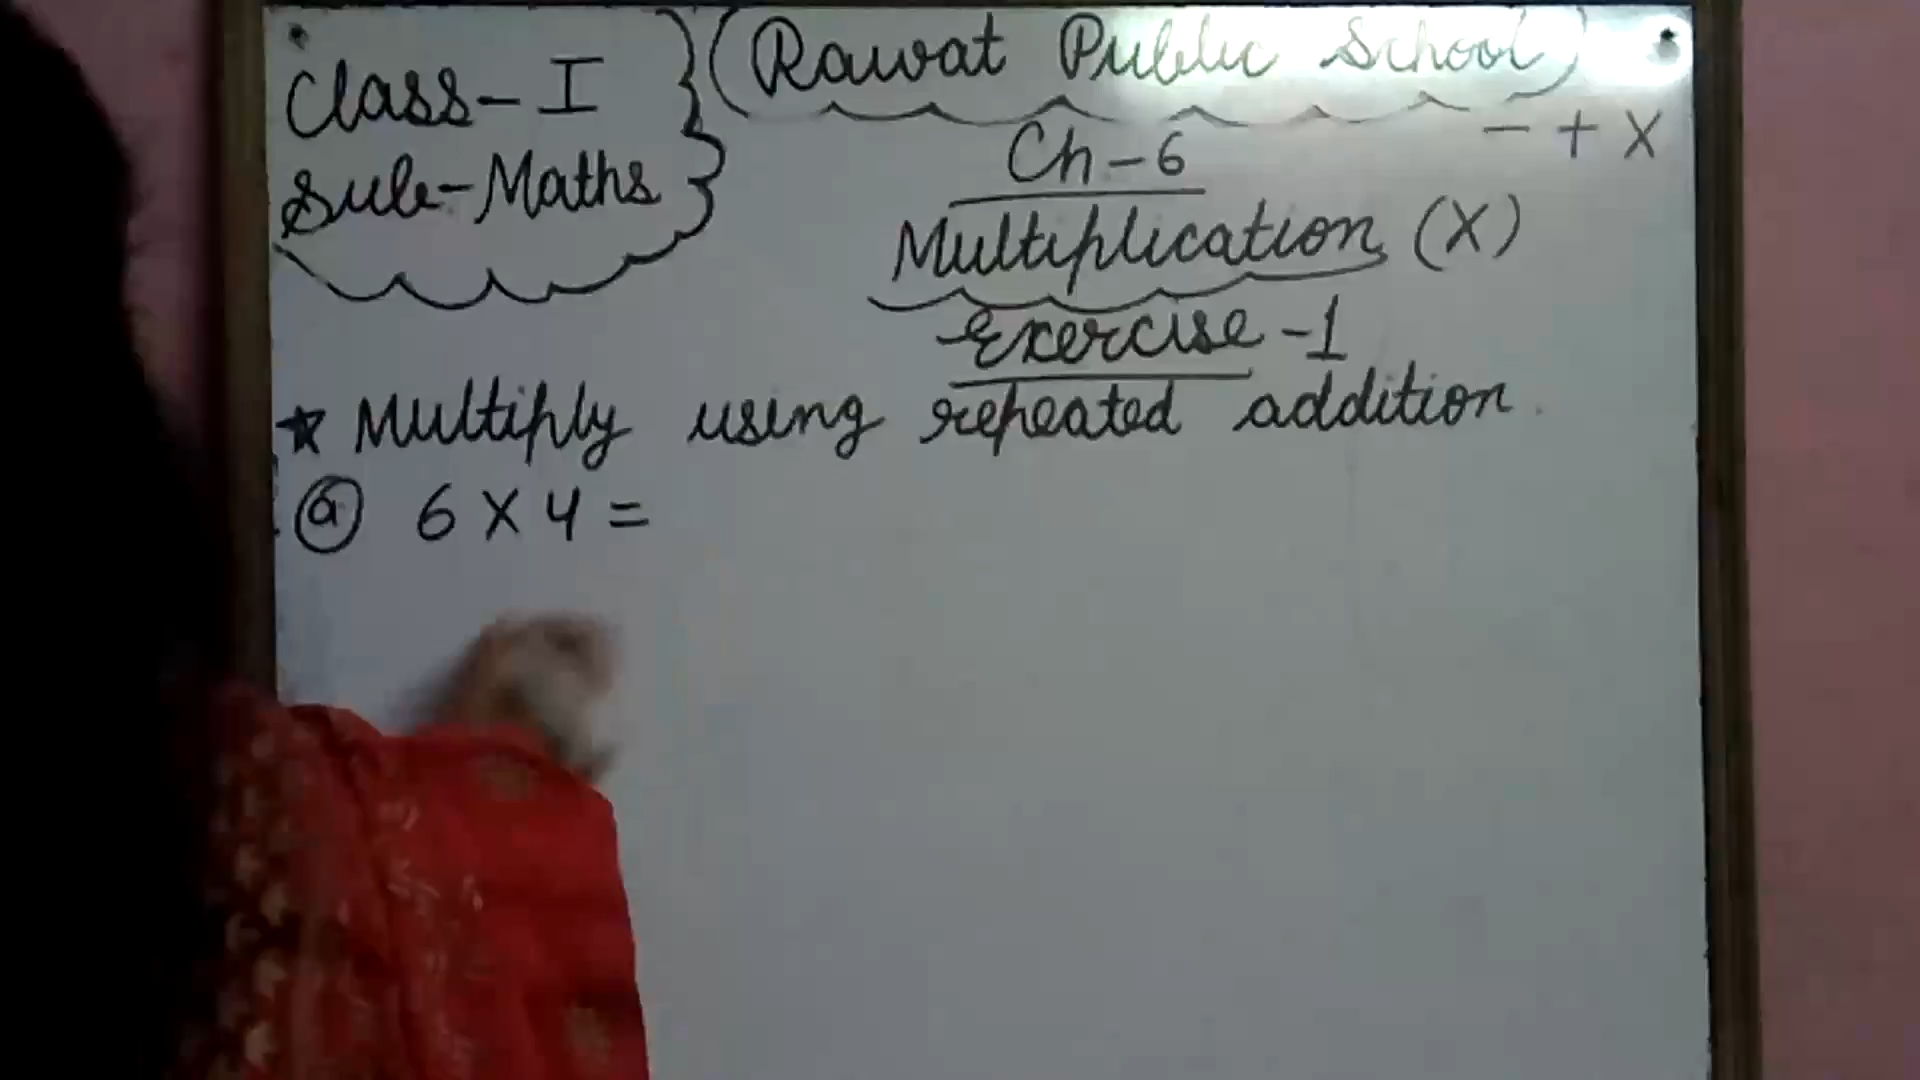 Class-I
Sub-Maths
(Rawat Public School)
- + X
Ch-6
Multiplication (X)
Exercise-1
★ Multiply using repeated addition.
ⓐ 6 X 4 =